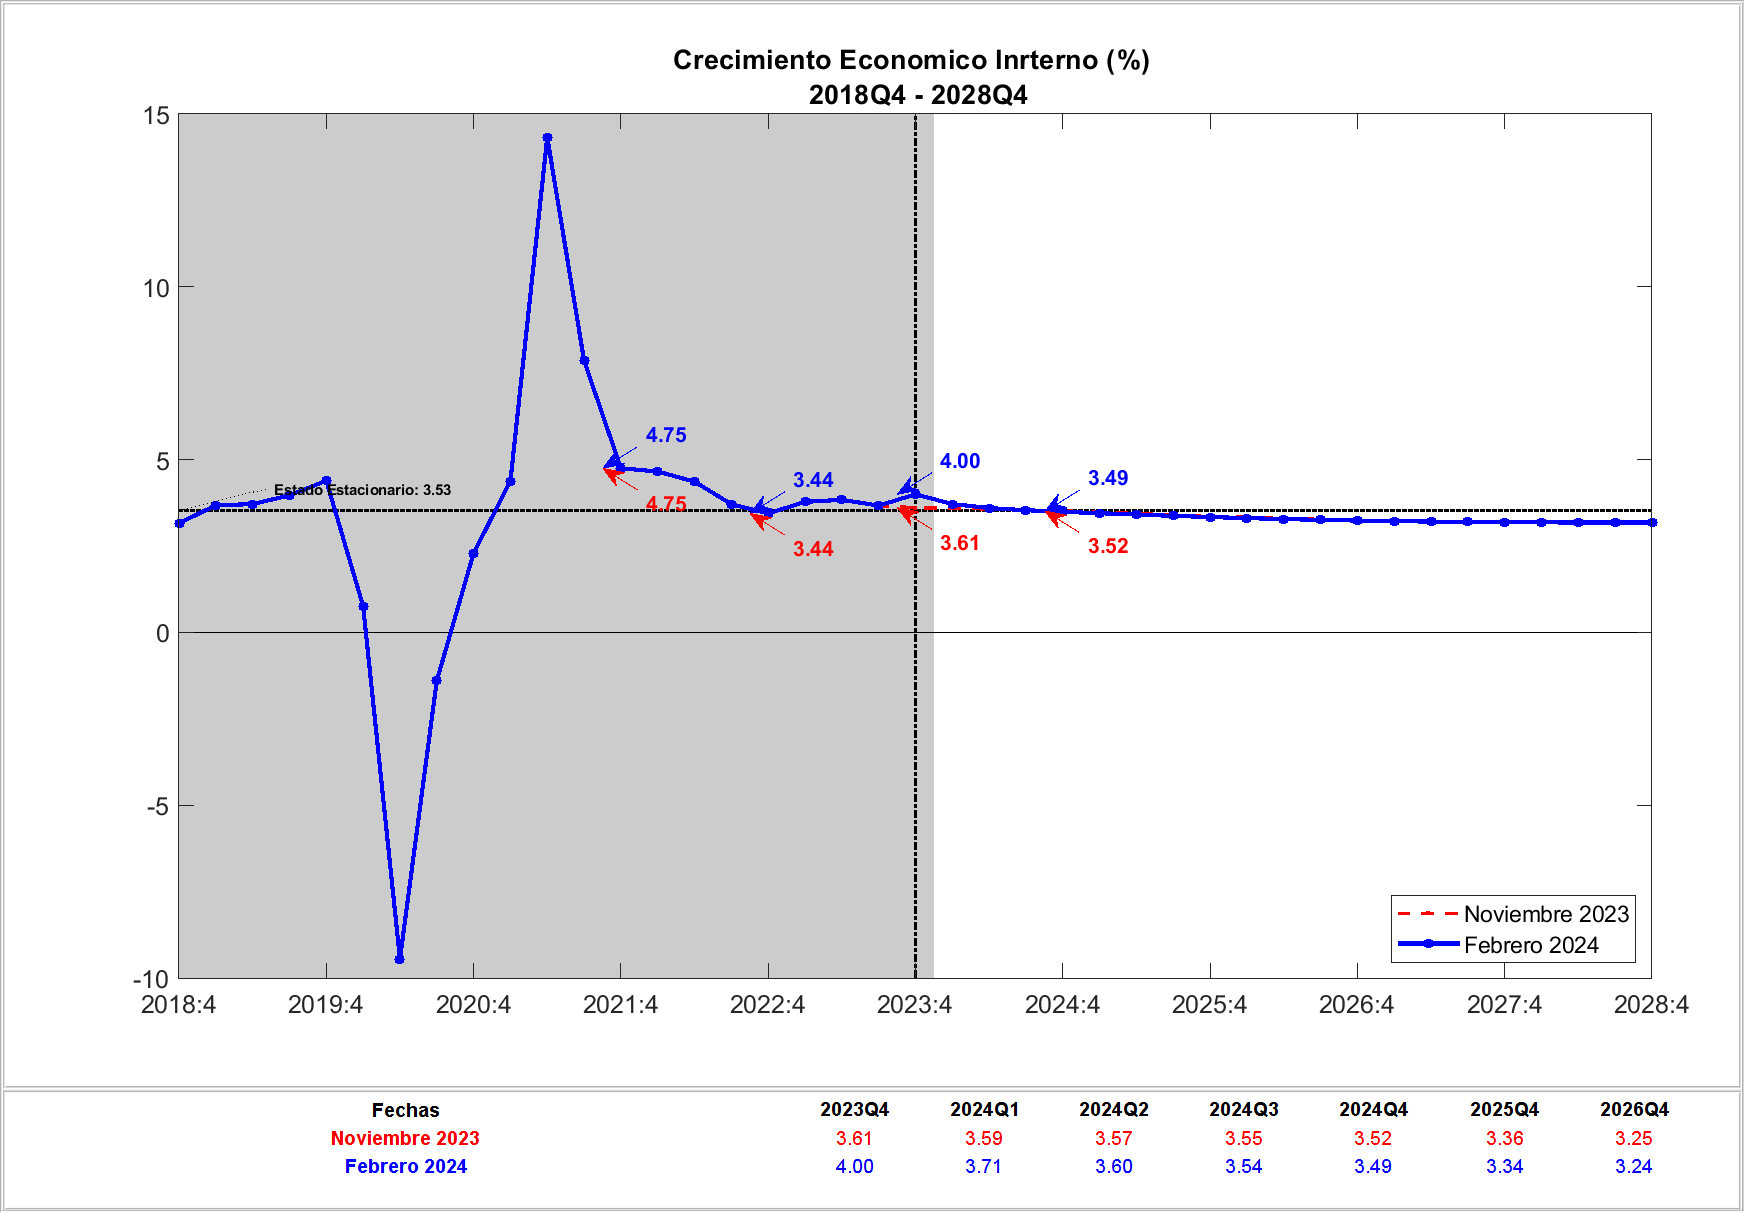 Crecimiento Economico Inrterno (%)
2018Q4 - 2028Q4
15
10
5
0
-5
-10
Estado Estacionario: 3.53
4.75
4.75
3.44
3.44
4.00
3.61
3.49
3.52
Noviembre 2023
Febrero 2024
2018:4 2019:4 2020:4 2021:4 2022:4 2023:4 2024:4 2025:4 2026:4 2027:4 2028:4
Fechas 2023Q4 2024Q1 2024Q2 2024Q3 2024Q4 2025Q4 2026Q4
Noviembre 2023 3.61 3.59 3.57 3.55 3.52 3.36 3.25
Febrero 2024 4.00 3.71 3.60 3.54 3.49 3.34 3.24